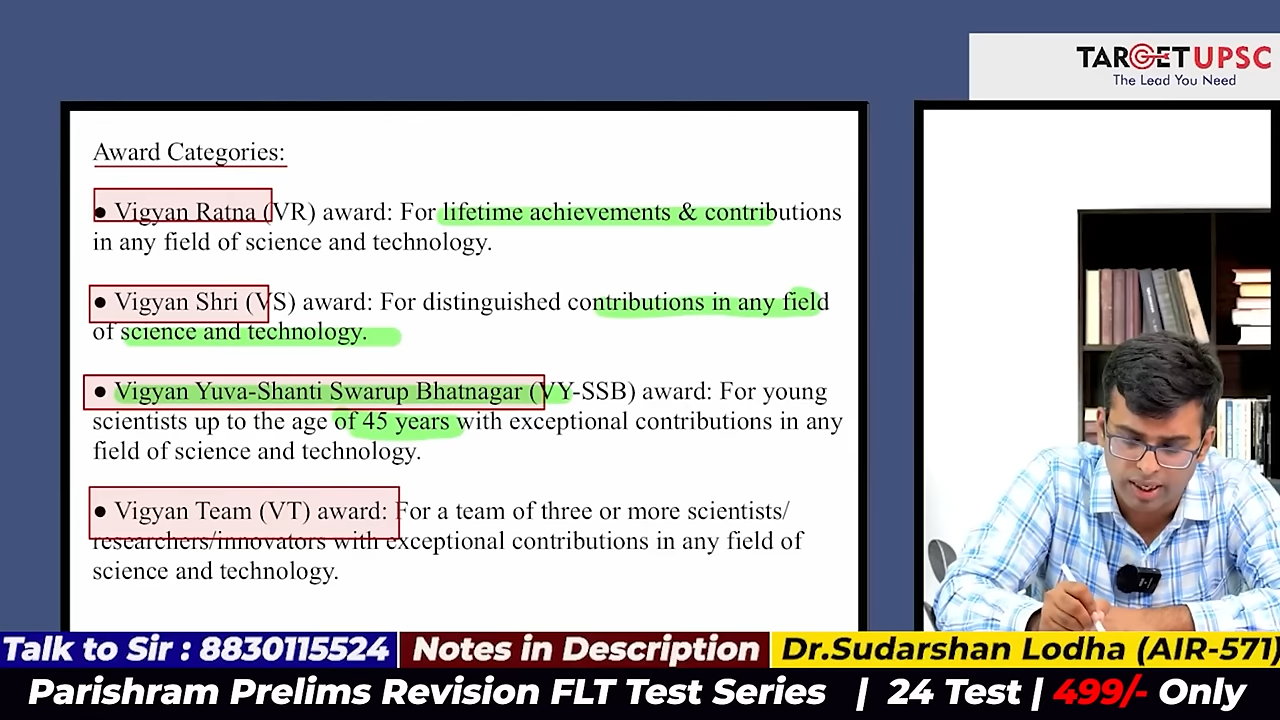 TARGET UPSC
The Lead You Need
Award Categories:
● Vigyan Ratna (VR) award: For lifetime achievements & contributions
in any field of science and technology.
● Vigyan Shri (VS) award: For distinguished contributions in any field
of science and technology.
● Vigyan Yuva-Shanti Swarup Bhatnagar (VY-SSB) award: For young
scientists up to the age of 45 years with exceptional contributions in any
field of science and technology.
● Vigyan Team (VT) award: For a team of three or more scientists/
researchers/innovators with exceptional contributions in any field of
science and technology.
Talk to Sir : 8830115524 Notes in Description Dr.Sudarshan Lodha (AIR-571)
Parishram Prelims Revision FLT Test Series | 24 Test | 499/- Only